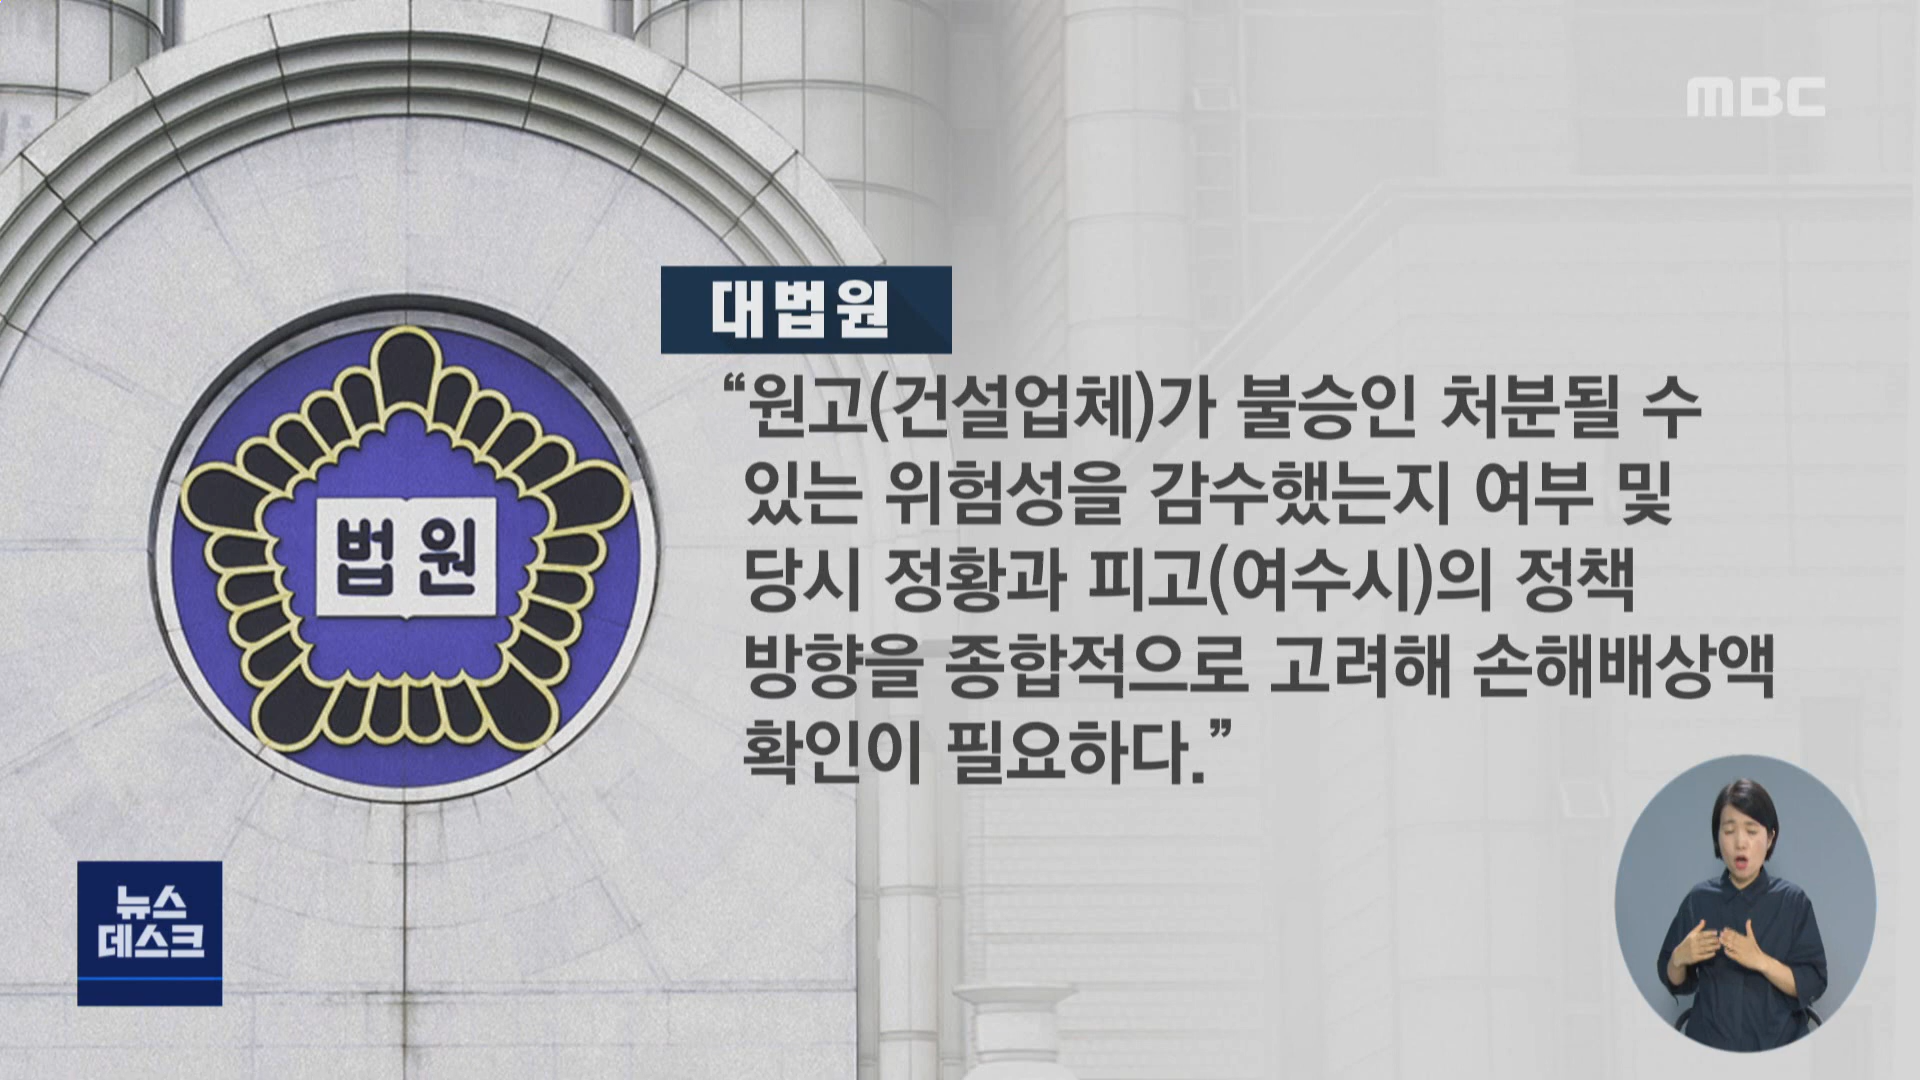 MBC
대법원
“원고(건설업체)가 불승인 처분될 수
있는 위험성을 감수했는지 여부 및
당시 정황과 피고(여수시)의 정책
방향을 종합적으로 고려해 손해배상액
확인이 필요하다.”
법원
뉴스
데스크